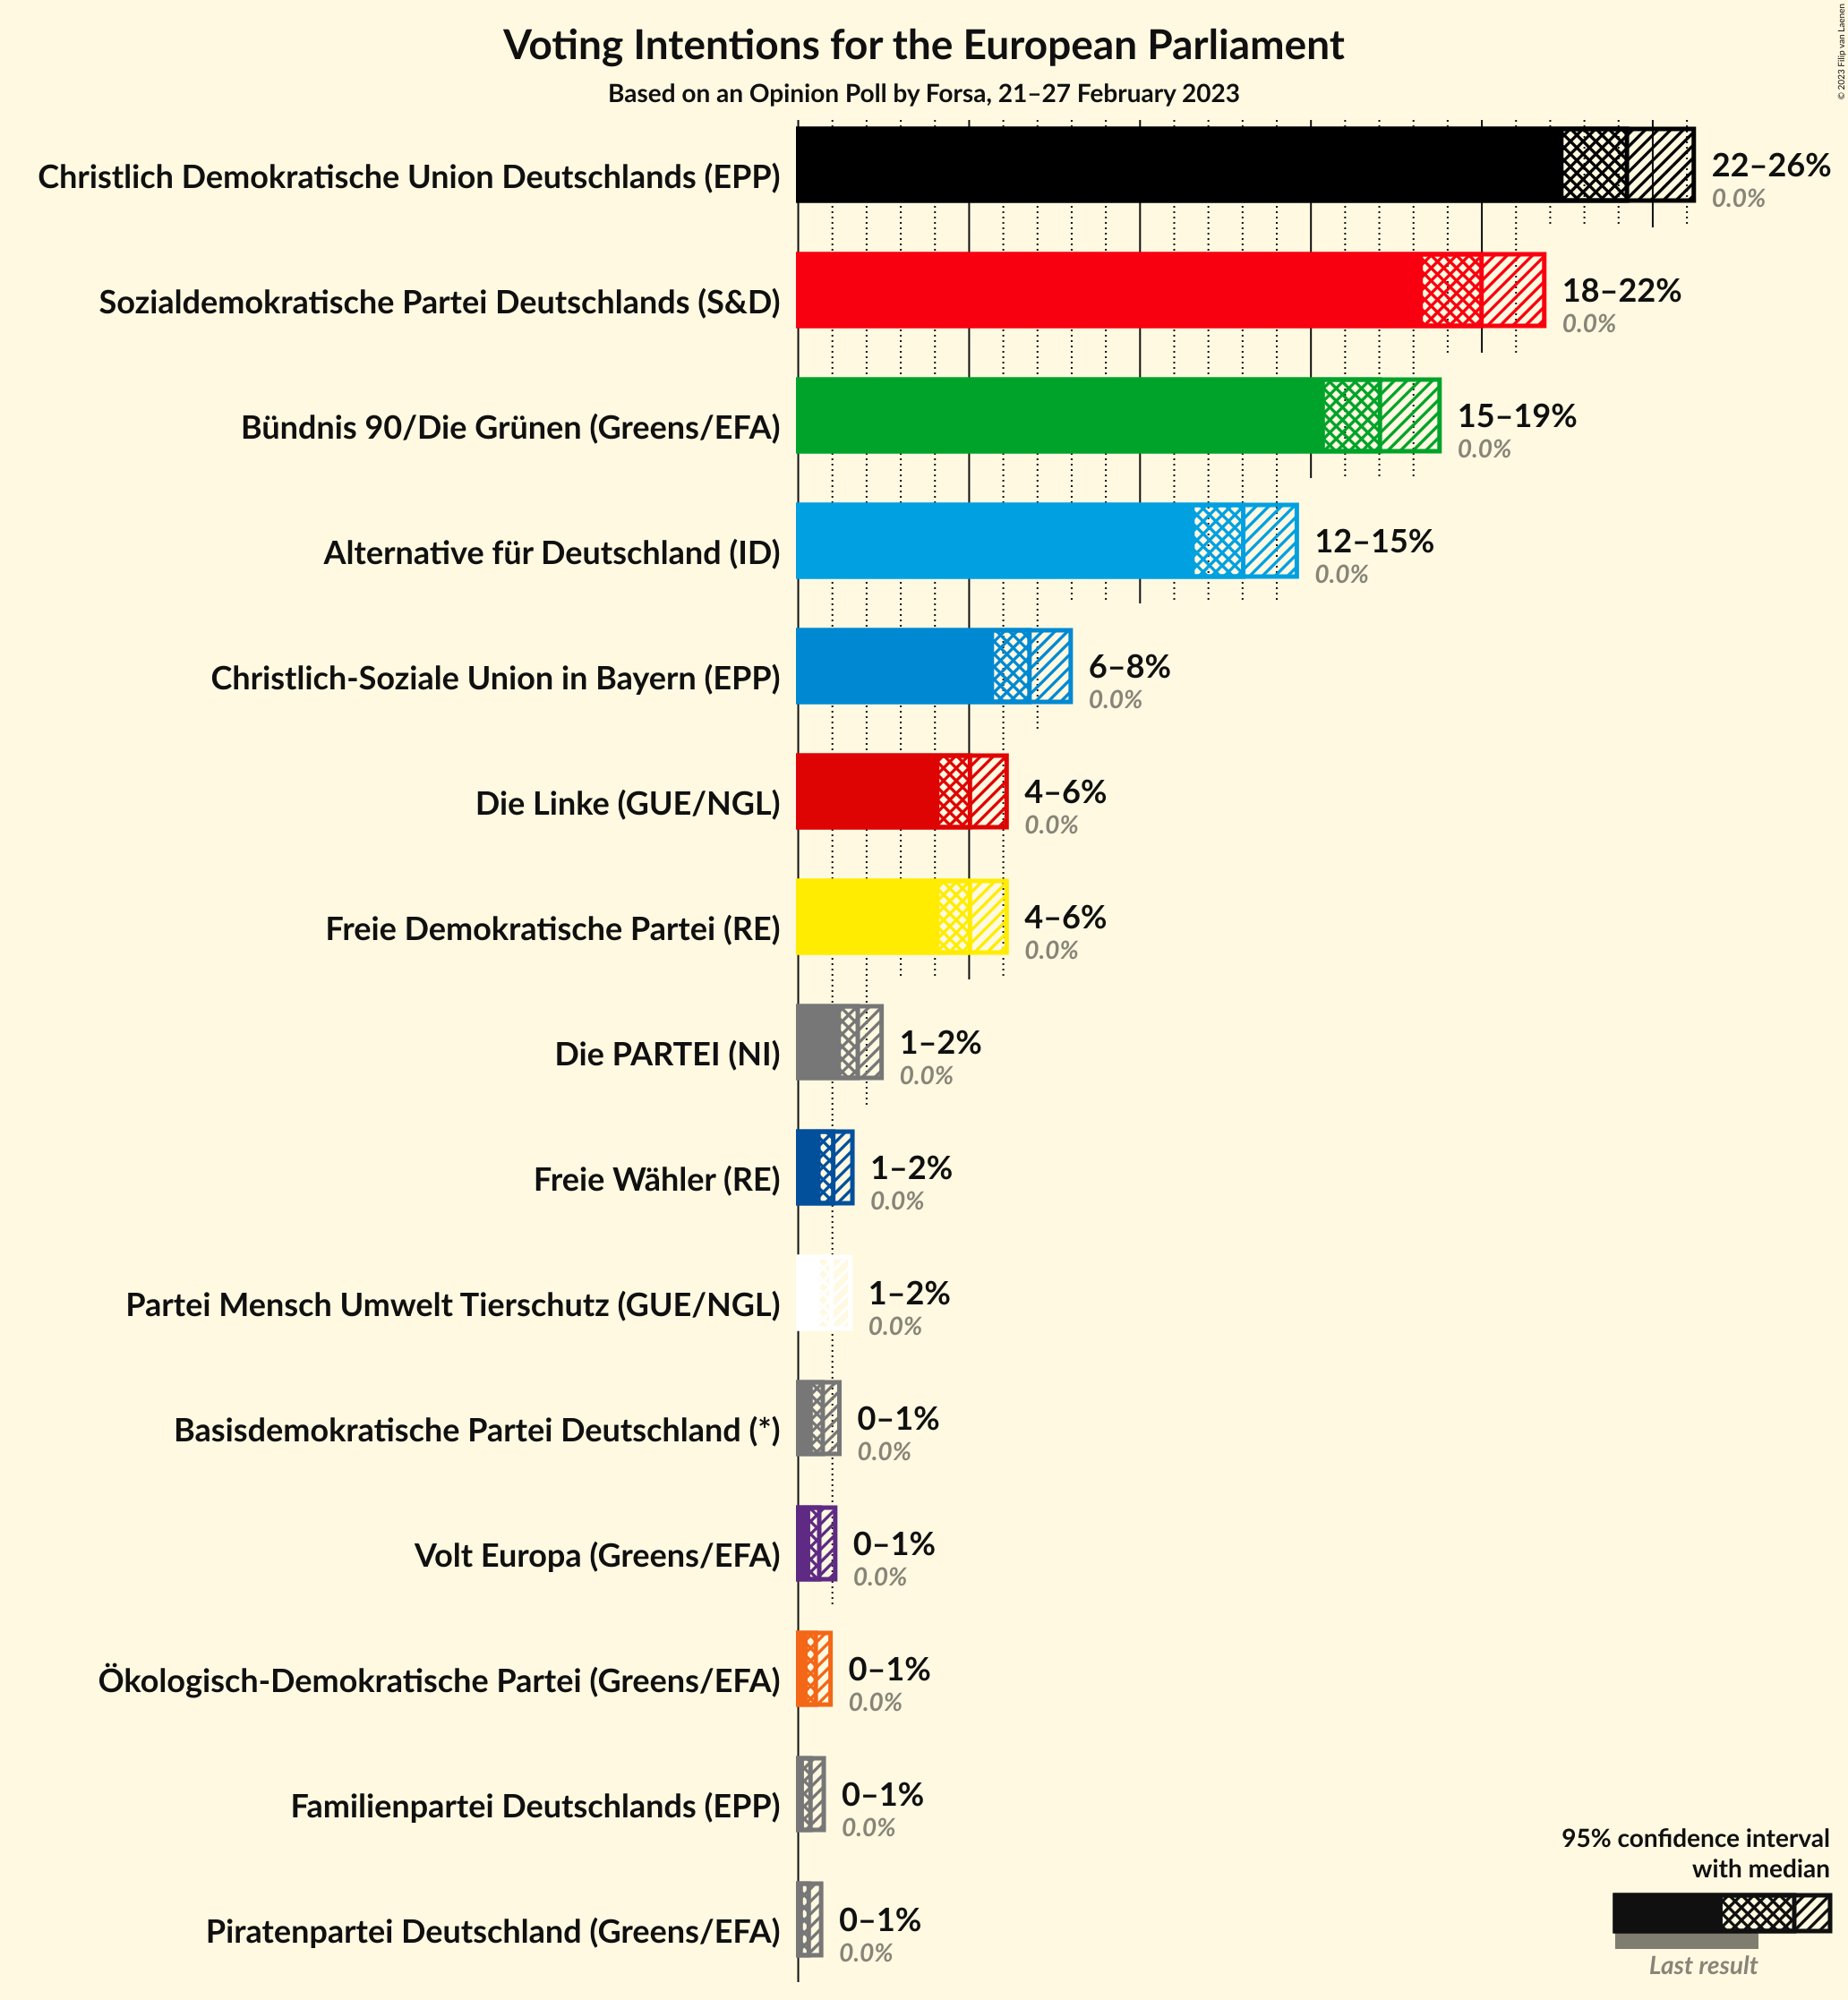 Voting Intentions for the European Parliament
Based on an Opinion Poll by Forsa, 21–27 February 2023
© 2023 Filip van Laenen
Christlich Demokratische Union Deutschlands (EPP)
22–26%
0.0%
Sozialdemokratische Partei Deutschlands (S&D)
18–22%
0.0%
Bündnis 90/Die Grünen (Greens/EFA)
15–19%
0.0%
Alternative für Deutschland (ID)
12–15%
0.0%
Christlich-Soziale Union in Bayern (EPP)
6–8%
0.0%
Die Linke (GUE/NGL)
4–6%
0.0%
Freie Demokratische Partei (RE)
4–6%
0.0%
Die PARTEI (NI)
1–2%
0.0%
Freie Wähler (RE)
1–2%
0.0%
Partei Mensch Umwelt Tierschutz (GUE/NGL)
1–2%
0.0%
Basisdemokratische Partei Deutschland (*)
0–1%
0.0%
Volt Europa (Greens/EFA)
0–1%
0.0%
Ökologisch-Demokratische Partei (Greens/EFA)
0–1%
0.0%
Familienpartei Deutschlands (EPP)
0–1%
0.0%
Piratenpartei Deutschland (Greens/EFA)
0–1%
0.0%
95% confidence interval
with median
Last result